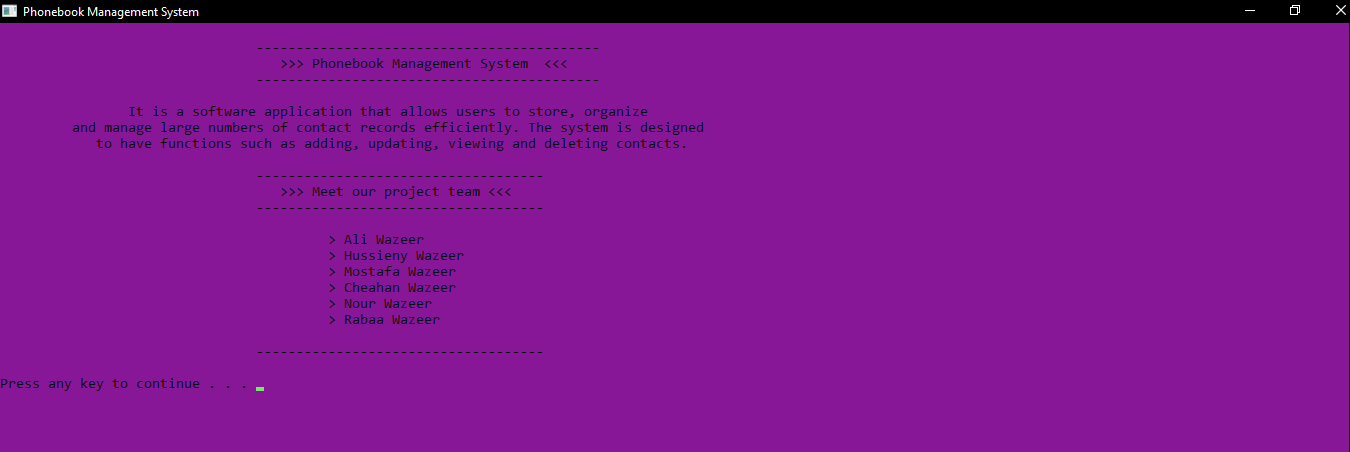 Phonebook Management System
-------------------------------------------
>>> Phonebook Management System  <<<
-------------------------------------------
It is a software application that allows users to store, organize
and manage large numbers of contact records efficiently. The system is designed
to have functions such as adding, updating, viewing and deleting contacts.
------------------------------------
>>> Meet our project team <<<
------------------------------------
> Ali Wazeer
> Hussieny Wazeer
> Mostafa Wazeer
> Cheahan Wazeer
> Nour Wazeer
> Rabaa Wazeer
------------------------------------
Press any key to continue . . .